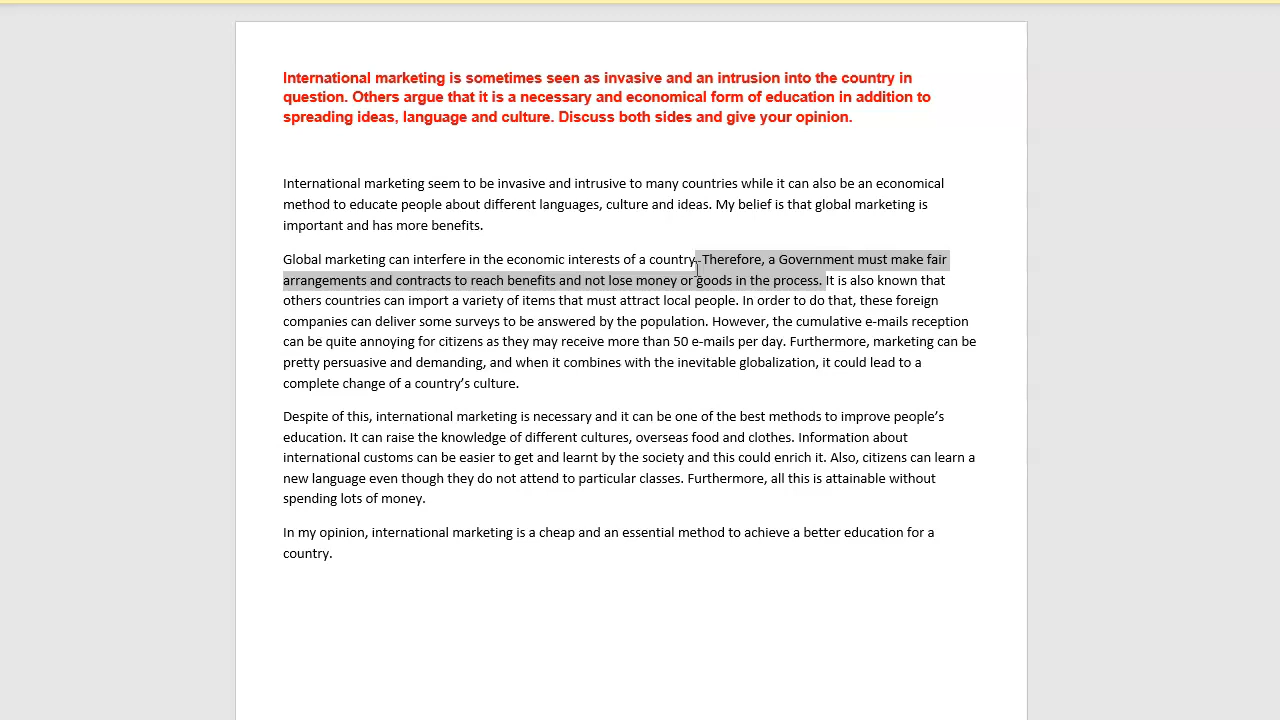 International marketing is sometimes seen as invasive and an intrusion into the country in
question. Others argue that it is a necessary and economical form of education in addition to
spreading ideas, language and culture. Discuss both sides and give your opinion.
International marketing seem to be invasive and intrusive to many countries while it can also be an economical
method to educate people about different languages, culture and ideas. My belief is that global marketing is
important and has more benefits.
Global marketing can interfere in the economic interests of a country. Therefore, a Government must make fair
arrangements and contracts to reach benefits and not lose money or goods in the process. It is also known that
others countries can import a variety of items that must attract local people. In order to do that, these foreign
companies can deliver some surveys to be answered by the population. However, the cumulative e-mails reception
can be quite annoying for citizens as they may receive more than 50 e-mails per day. Furthermore, marketing can be
pretty persuasive and demanding, and when it combines with the inevitable globalization, it could lead to a
complete change of a country’s culture.
Despite of this, international marketing is necessary and it can be one of the best methods to improve people’s
education. It can raise the knowledge of different cultures, overseas food and clothes. Information about
international customs can be easier to get and learnt by the society and this could enrich it. Also, citizens can learn a
new language even though they do not attend to particular classes. Furthermore, all this is attainable without
spending lots of money.
In my opinion, international marketing is a cheap and an essential method to achieve a better education for a
country.